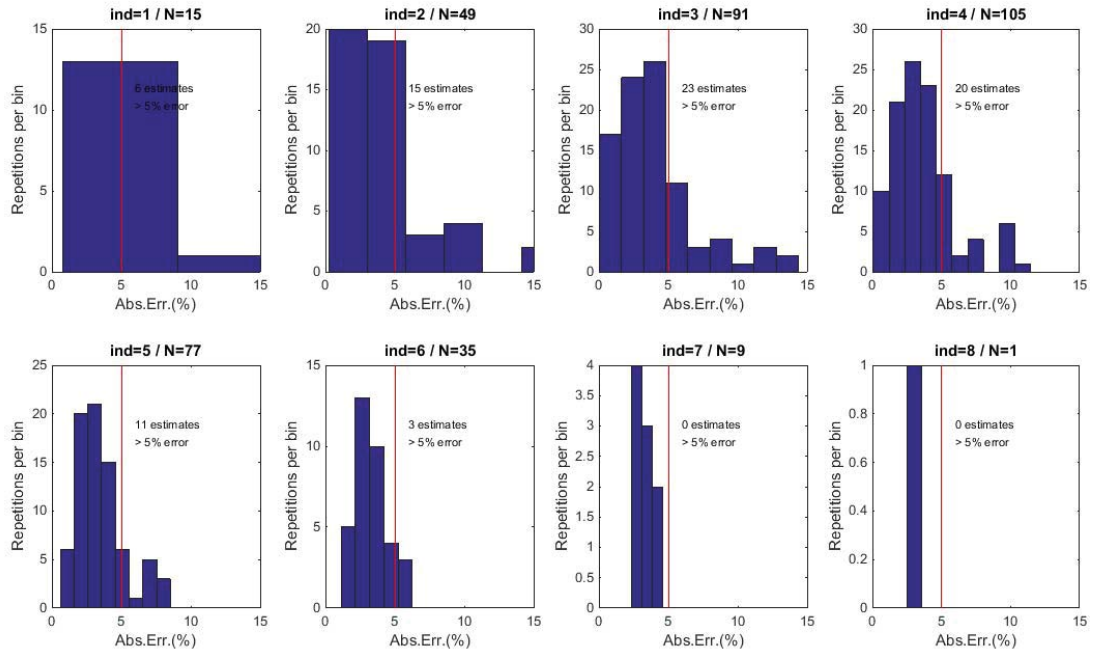 ind=1 / N=15
15
10
5
0
Repetitions per bin
6 estimates
> 5% error
0 5 10 15
Abs.Err.(%)
ind=2 / N=49
20
15
10
5
0
Repetitions per bin
15 estimates
> 5% error
0 5 10 15
Abs.Err.(%)
ind=3 / N=91
30
25
20
15
10
5
0
Repetitions per bin
23 estimates
> 5% error
0 5 10 15
Abs.Err.(%)
ind=4 / N=105
30
25
20
15
10
5
0
Repetitions per bin
20 estimates
> 5% error
0 5 10 15
Abs.Err.(%)
ind=5 / N=77
25
20
15
10
5
0
Repetitions per bin
11 estimates
> 5% error
0 5 10 15
Abs.Err.(%)
ind=6 / N=35
15
10
5
0
Repetitions per bin
3 estimates
> 5% error
0 5 10 15
Abs.Err.(%)
ind=7 / N=9
4
3.5
3
2.5
2
1.5
1
0.5
0
Repetitions per bin
0 estimates
> 5% error
0 5 10 15
Abs.Err.(%)
ind=8 / N=1
1
0.8
0.6
0.4
0.2
0
Repetitions per bin
0 estimates
> 5% error
0 5 10 15
Abs.Err.(%)